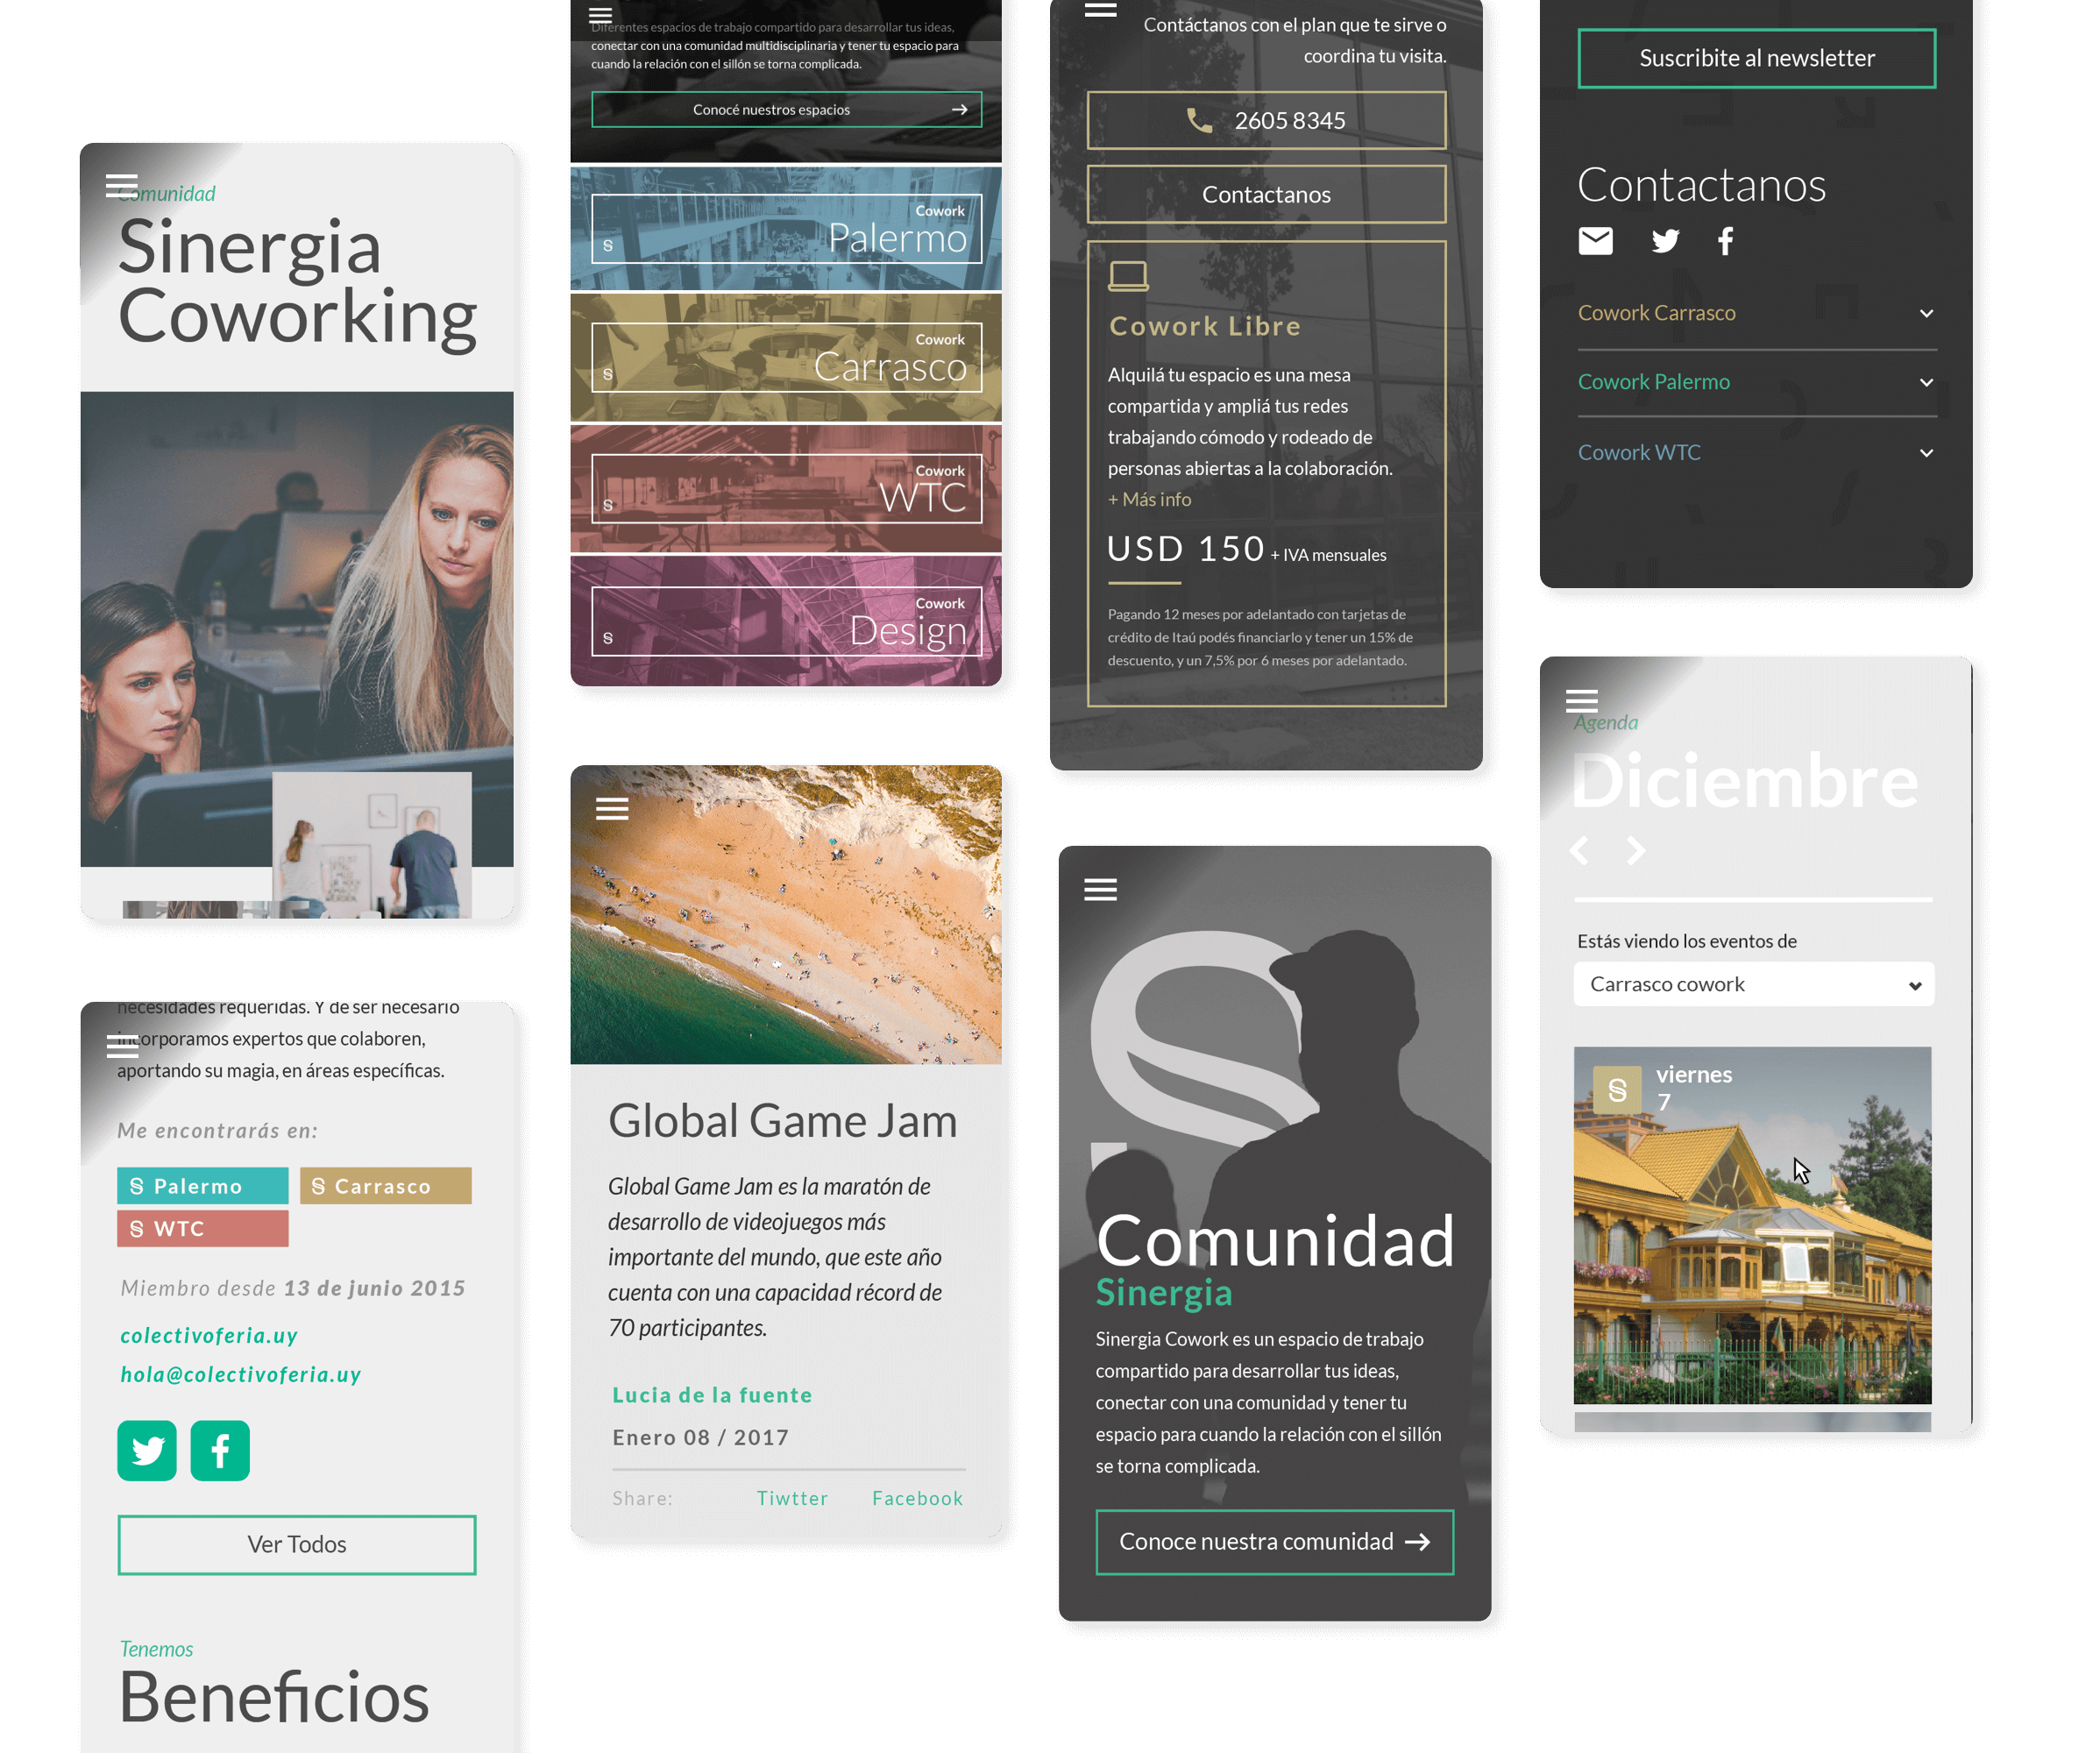 Comunidad
Sinergia
Coworking
necesidades requeridas. Y de ser necesario
incorporamos expertos que colaboren,
aportando su magia, en áreas específicas.
Me encontrarás en:
Palermo
Carrasco
WTC
Miembro desde 13 de junio 2015
colectivoferia.uy
hola@colectivoferia.uy
Ver Todos
Tenemos
Beneficios
Diferentes espacios de trabajo compartido para desarrollar tus ideas,
conectar con una comunidad multidisciplinaria y tener tu espacio para
cuando la relación con el sillón se torna complicada.
Conocé nuestros espacios
Cowork
Palermo
Cowork
Carrasco
Cowork
WTC
Cowork
Design
Global Game Jam
Global Game Jam es la maratón de
desarrollo de videojuegos más
importante del mundo, que este año
cuenta con una capacidad récord de
70 participantes.
Lucia de la fuente
Enero 08 / 2017
Share: Tiwtter Facebook
Contáctanos con el plan que te sirve o
coordina tu visita.
2605 8345
Contactanos
Cowork Libre
Alquilá tu espacio es una mesa
compartida y ampliá tus redes
trabajando cómodo y rodeado de
personas abiertas a la colaboración.
+ Más info
USD 150 + IVA mensuales
Pagando 12 meses por adelantado con tarjetas de
crédito de Itaú podés financiarlo y tener un 15% de
descuento, y un 7,5% por 6 meses por adelantado.
Comunidad
Sinergia
Sinergia Cowork es un espacio de trabajo
compartido para desarrollar tus ideas,
conectar con una comunidad y tener tu
espacio para cuando la relación con el sillón
se torna complicada.
Conoce nuestra comunidad
Suscribite al newsletter
Contactanos
Cowork Carrasco
Cowork Palermo
Cowork WTC
Agenda
Diciembre
Estás viendo los eventos de
Carrasco cowork
viernes
7